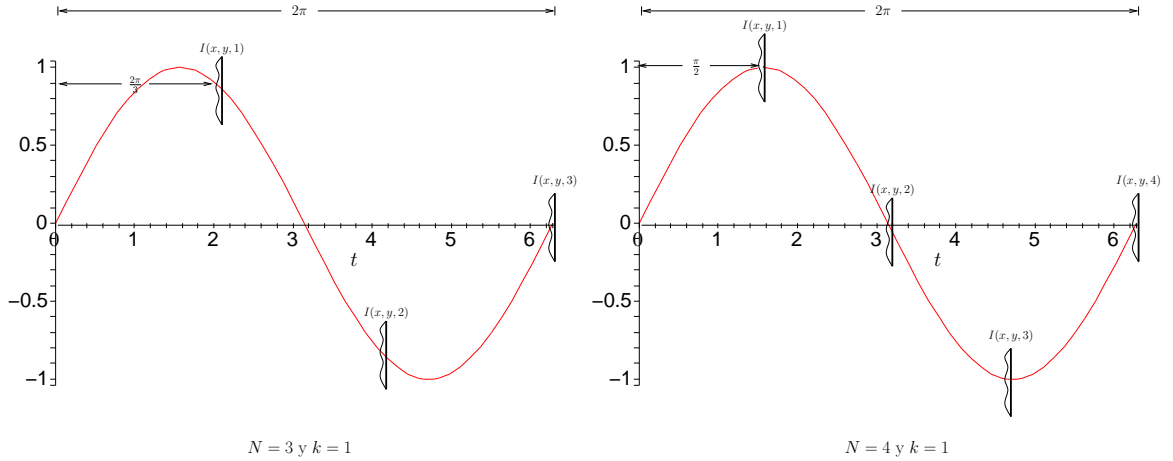 2π
I(x, y, 1)
1
2π/3
0.5
I(x, y, 3)
0
0 1 2 3 4 5 6
t
−0.5
I(x, y, 2)
−1
N = 3 y k = 1
2π
I(x, y, 1)
1
π/2
0.5
I(x, y, 2)
I(x, y, 4)
0
0 1 2 3 4 5 6
t
−0.5
I(x, y, 3)
−1
N = 4 y k = 1